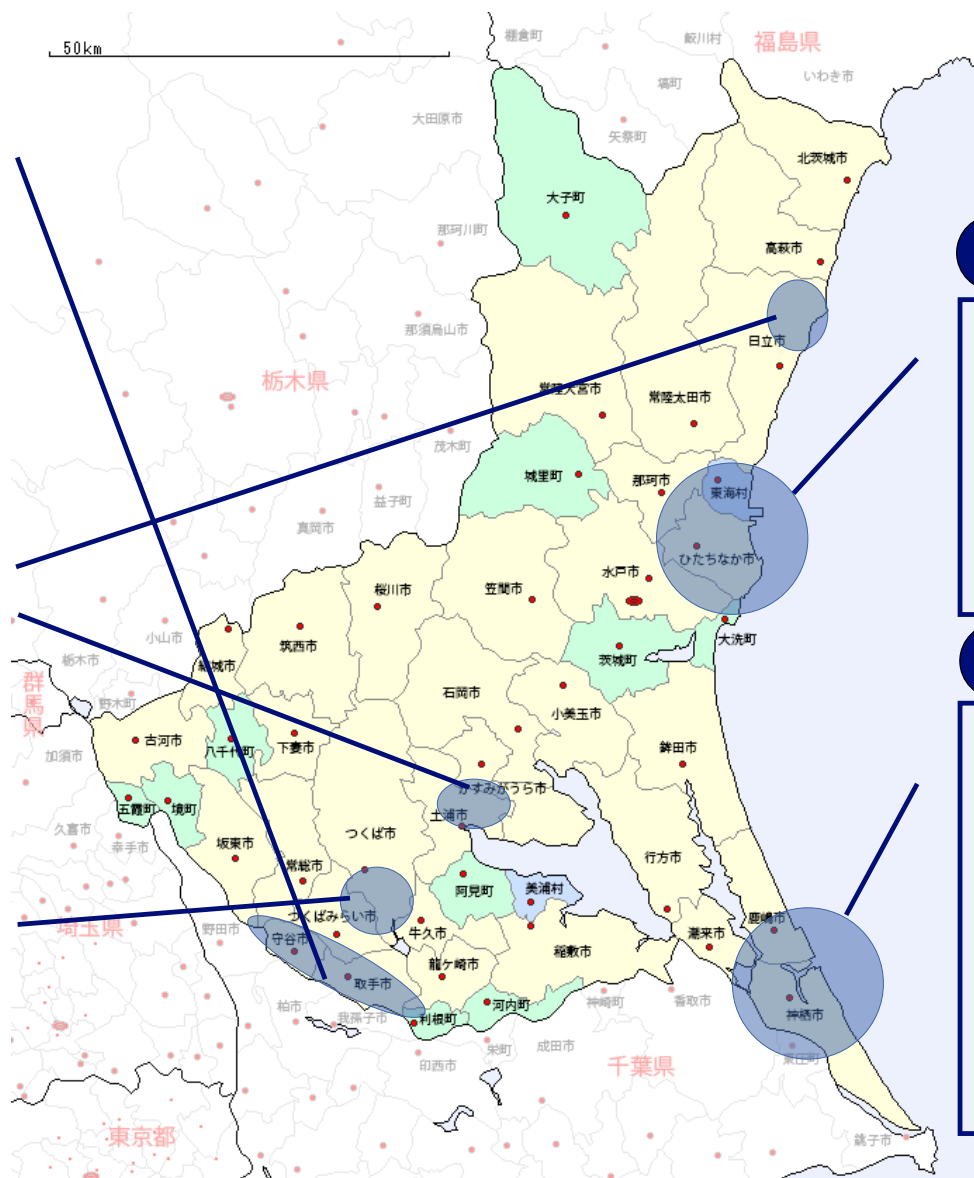 50km
棚倉町
鮫川村
福島県
いわき市
塙町
大田原市
矢祭町
北茨城市
大子町
那珂川町
高萩市
那須烏山市
日立市
栃木県
常陸大宮市
常陸太田市
茂木町
城里町
那珂市
東海村
益子町
真岡市
ひたちなか市
水戸市
桜川市
笠間市
小山市
筑西市
大洗町
栃木市
結城市
茨城町
群馬県
石岡市
野木町
小美玉市
古河市
八千代町
下妻市
鉾田市
加須市
かすみがうら市
五霞町
境町
土浦市
久喜市
幸手市
坂東市
つくば市
行方市
常総市
阿見町
美浦村
つくばみらい市
埼玉県
野田市
守谷市
牛久市
鹿嶋市
潮来市
稲敷市
龍ケ崎市
取手市
柏市
我孫子市
利根町
河内町
神崎町
香取市
神栖市
栄町
成田市
印西市
東庄町
千葉県
東京都
銚子市